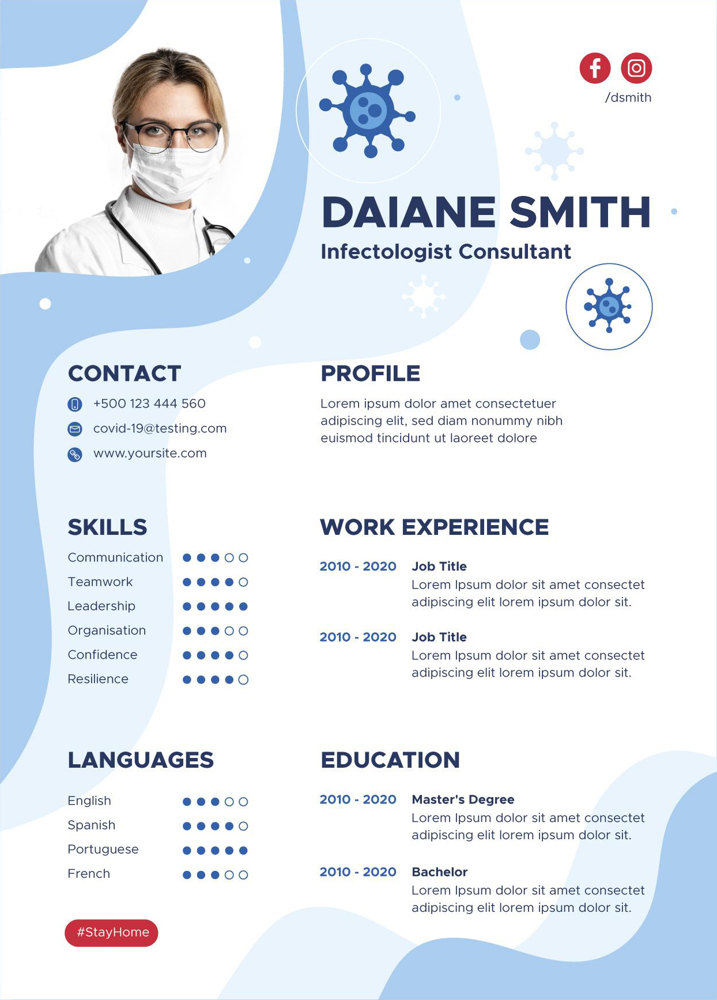 /dsmith
DAIANE SMITH
Infectologist Consultant
CONTACT
+500 123 444 560
covid-19@testing.com
www.yoursite.com
PROFILE
Lorem ipsum dolor amet consectetuer
adipiscing elit, sed diam nonummy nibh
euismod tincidunt ut laoreet dolore
SKILLS
Communication
Teamwork
Leadership
Organisation
Confidence
Resilience
WORK EXPERIENCE
2010 - 2020 Job Title
Lorem Ipsum dolor sit amet consectet
adipiscing elit lorem ipsum dolor sit.
2010 - 2020 Job Title
Lorem Ipsum dolor sit amet consectet
adipiscing elit lorem ipsum dolor sit.
LANGUAGES
English
Spanish
Portuguese
French
EDUCATION
2010 - 2020 Master's Degree
Lorem Ipsum dolor sit amet consectet
adipiscing elit lorem ipsum dolor sit.
2010 - 2020 Bachelor
Lorem Ipsum dolor sit amet consectet
adipiscing elit lorem ipsum dolor sit.
#StayHome